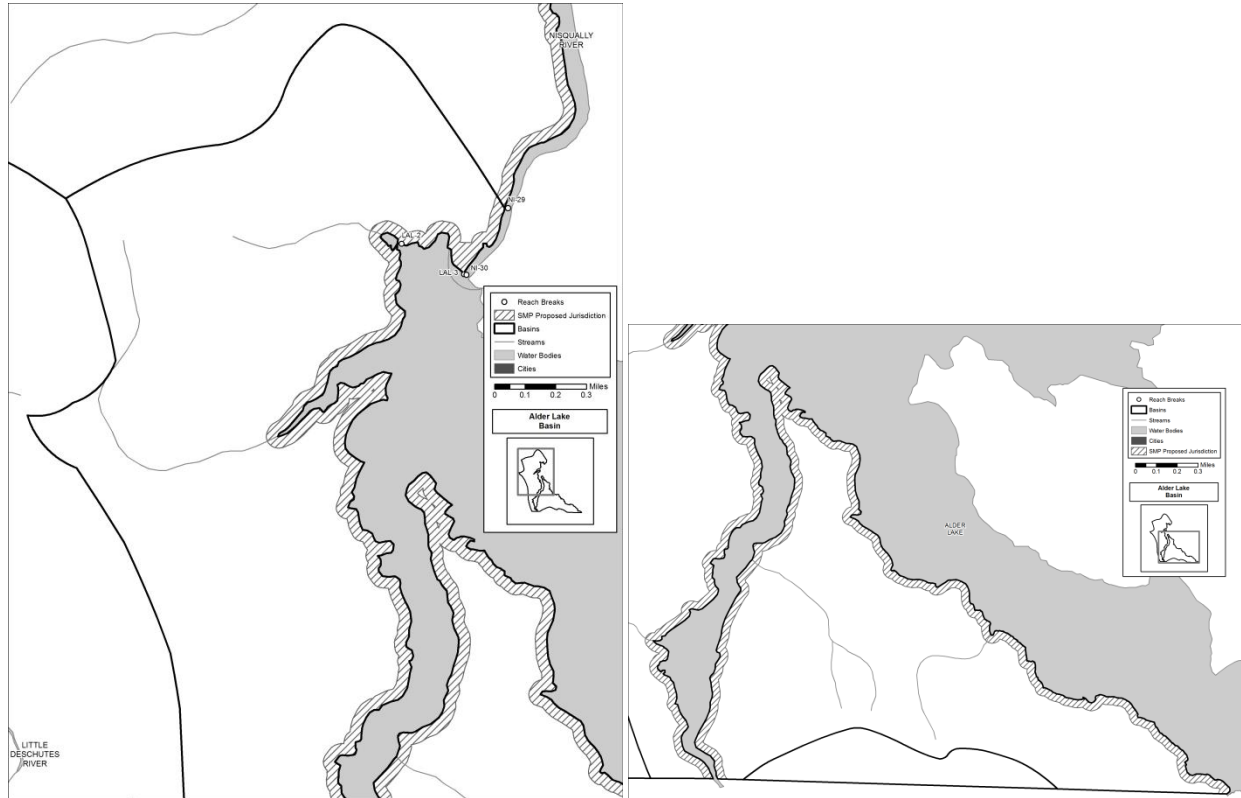 NISQUALLY
RIVER
NI-29
LAL-2
LAL-3
NI-30
Reach Breaks
SMP Proposed Jurisdiction
Basins
Streams
Water Bodies
Cities
Miles
0 0.1 0.2 0.3
Alder Lake
Basin
LITTLE
DESCHUTES
RIVER
ALDER
LAKE
Reach Breaks
Basins
Streams
Water Bodies
Cities
SMP Proposed Jurisdiction
Miles
0 0.1 0.2 0.3
Alder Lake
Basin